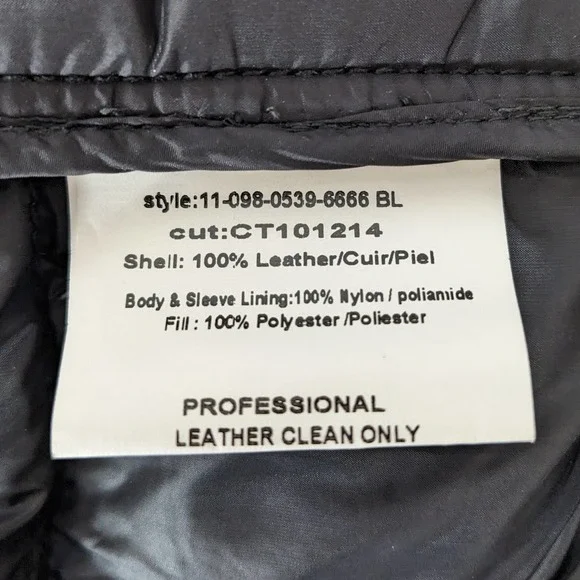 style:11-098-0539-6666 BL
cut:CT101214
Shell: 100% Leather/Cuir/Piel
Body & Sleeve Lining:100% Nylon / poliamide
Fill : 100% Polyester /Poliester
PROFESSIONAL
LEATHER CLEAN ONLY